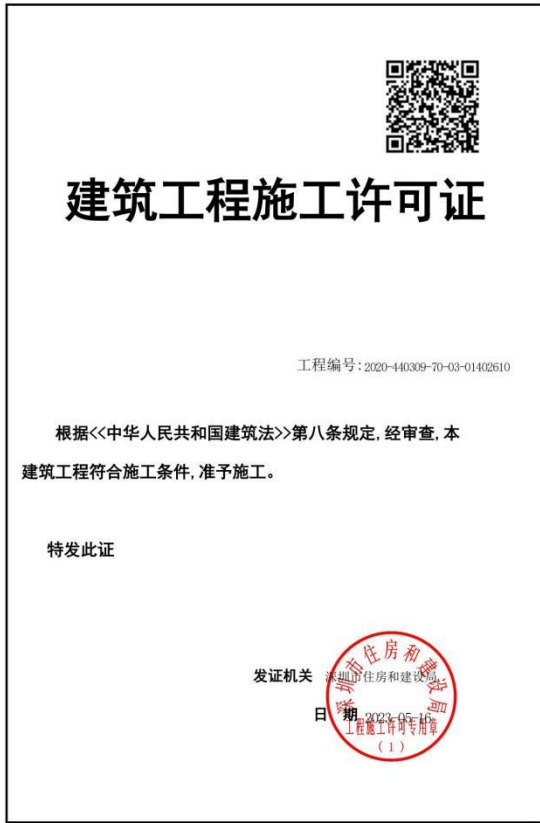 建筑工程施工许可证
工程编号:2020-440309-70-03-01402610
根据<<中华人民共和国建筑法>>第八条规定,经审查,本
建筑工程符合施工条件,准予施工。
特发此证
发证机关 深圳市住房和建设局
日 期 2023-05-16
深圳市住房和建设局
工程施工许可专用章
(1)